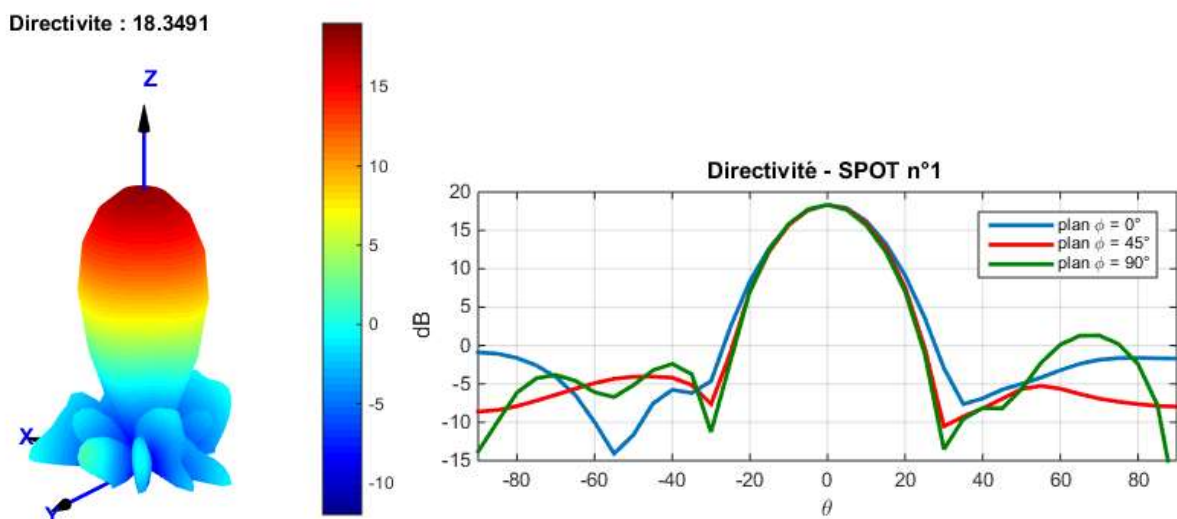 Directivite : 18.3491
Z
X
Y
15
10
5
0
-5
-10
Directivité - SPOT n°1
dB
20
15
10
5
0
-5
-10
-15
plan ϕ = 0°
plan ϕ = 45°
plan ϕ = 90°
-80 -60 -40 -20 0 20 40 60 80
θ